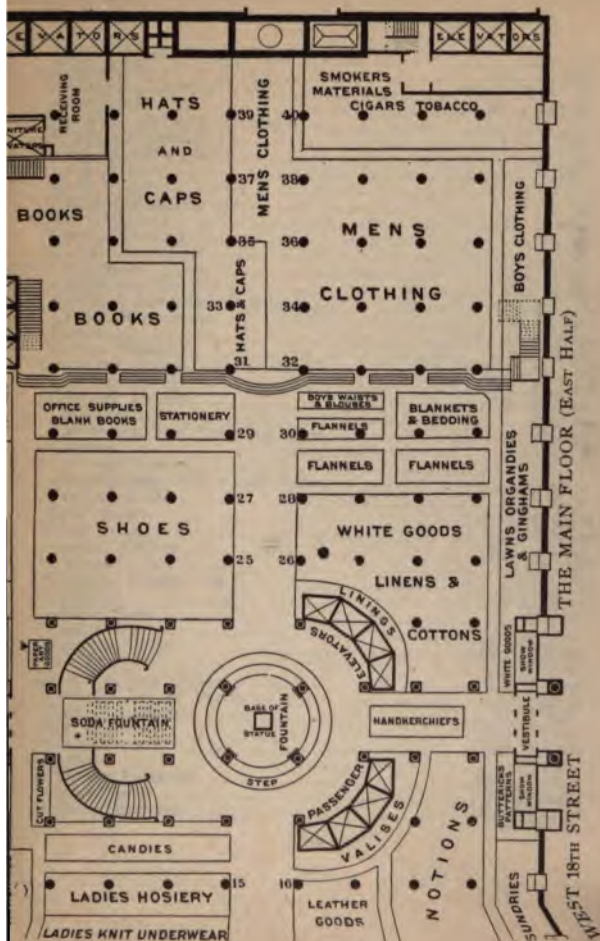 ELEVATORS
ELEVATORS
RECEIVING
ROOM
HATS
AND
CAPS
39
37
35
33
31
MENS CLOTHING
40
38
36
34
32
SMOKERS
MATERIALS
CIGARS TOBACCO
BOOKS
BOOKS
HATS & CAPS
MENS
CLOTHING
BOYS CLOTHING
OFFICE SUPPLIES
BLANK BOOKS
STATIONERY
29
30
BOYS WAISTS
& BLOUSES
FLANNELS
BLANKETS
& BEDDING
FLANNELS
FLANNELS
SHOES
27
25
28
26
WHITE GOODS
LINENS &
COTTONS
LININGS
ELEVATORS
LAWNS ORGANDIES
& GINGHAMS
THE MAIN FLOOR (EAST HALF)
SODA FOUNTAIN
BASE OF
STATUE
FOUNTAIN
STEP
HANDKERCHIEFS
WHITE GOODS
SHOW
WINDOW
VESTIBULE
CUT FLOWERS
PASSENGER
VALISES
NOTIONS
BUTTERICKS
PATTERNS
SHOW
WINDOW
CANDIES
LADIES HOSIERY
15
16
LEATHER
GOODS
LADIES KNIT UNDERWEAR
SUNDRIES
WEST 18TH STREET